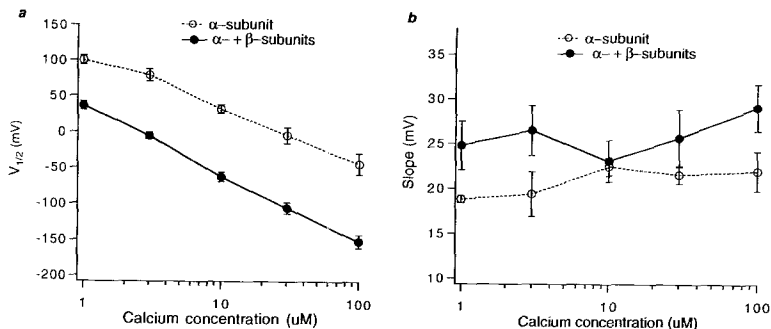 a
α-subunit
α- + β-subunits
V1/2 (mV)
150
100
50
0
-50
-100
-150
-200
1
10
100
Calcium concentration (uM)
b
α-subunit
α- + β-subunits
Slope (mV)
35
30
25
20
15
10
1
10
100
Calcium concentration (uM)